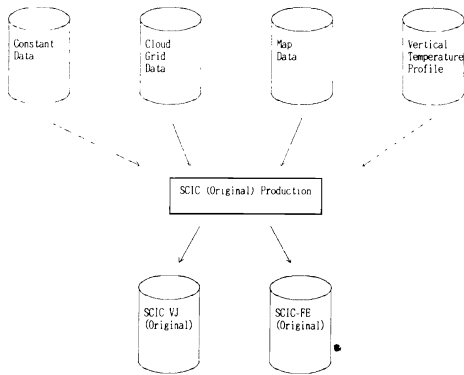 Constant
Data
Cloud
Grid
Data
Map
Data
Vertical
Temperature
Profile
SCIC (Original) Production
SCIC VJ
(Original)
SCIC-FE
(Original)